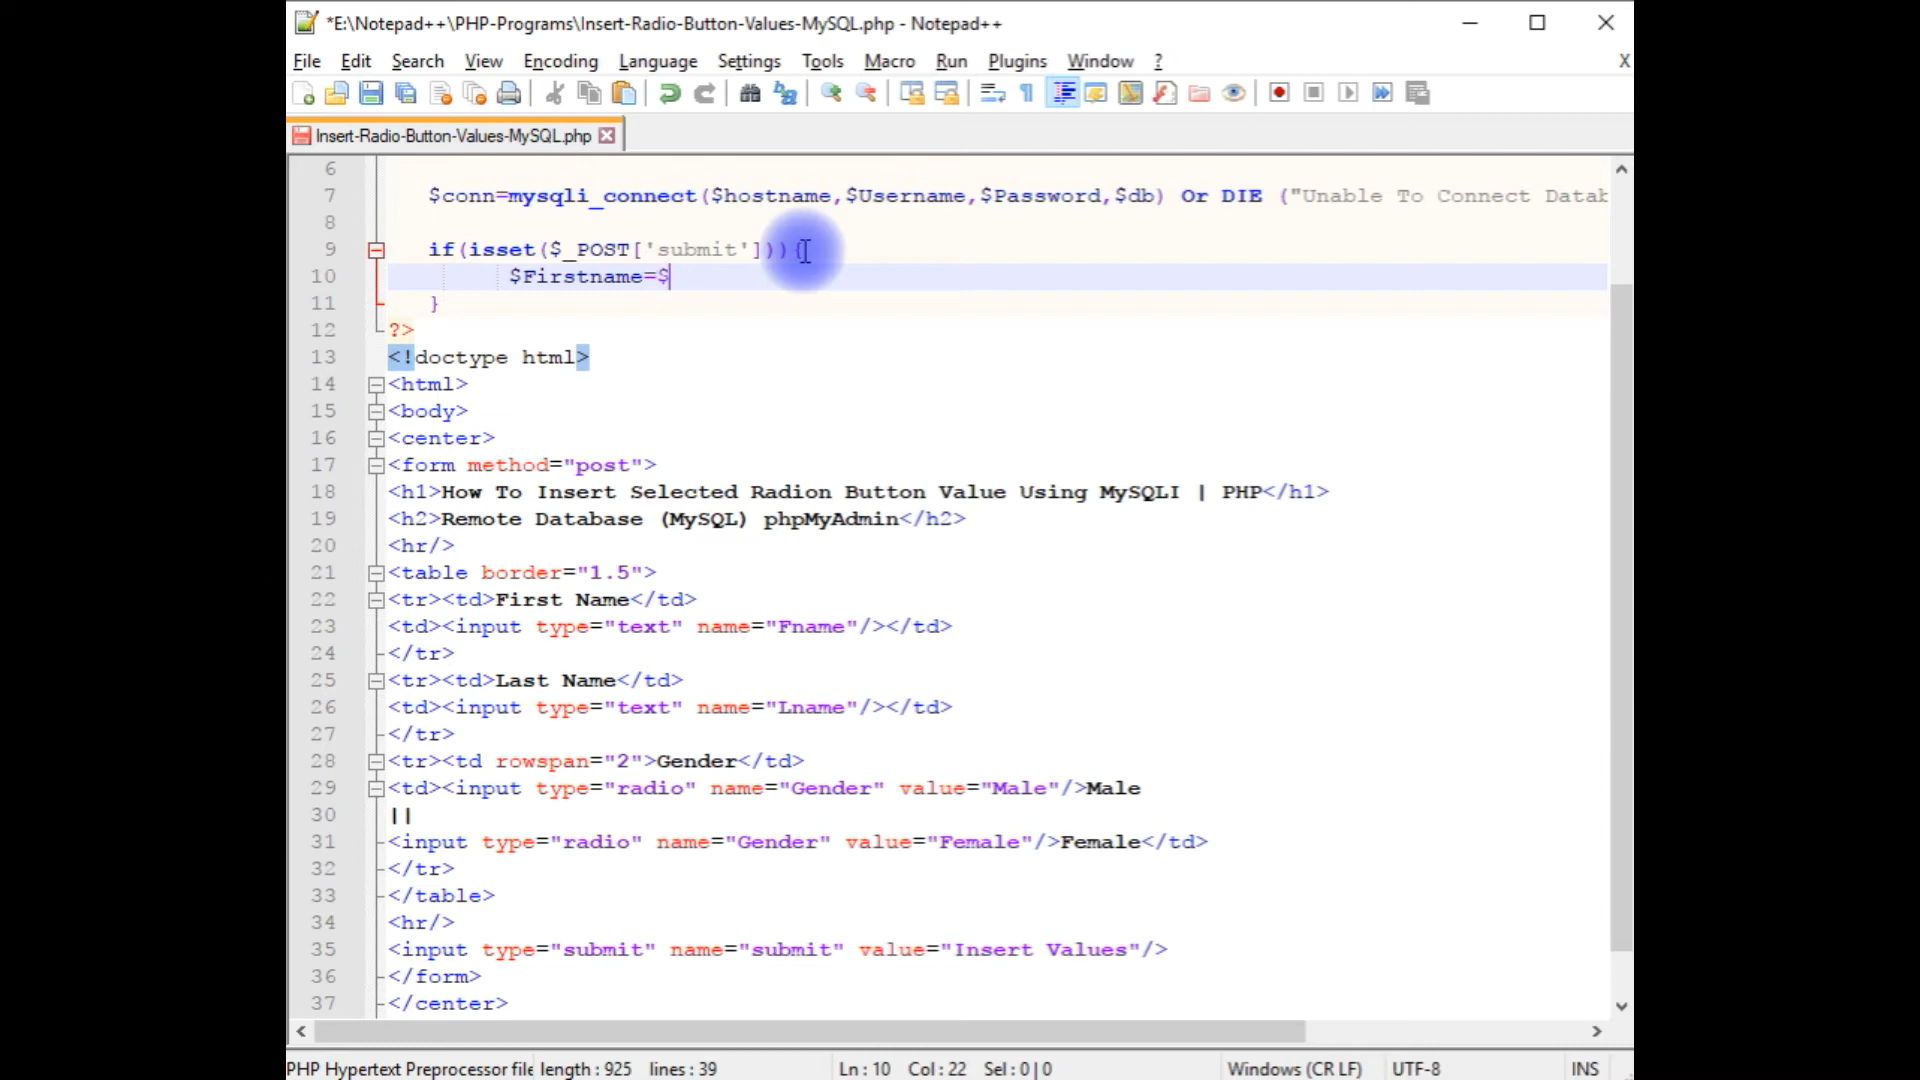 *E:\Notepad++\PHP-Programs\Insert-Radio-Button-Values-MySQL.php - Notepad++
File Edit Search View Encoding Language Settings Tools Macro Run Plugins Window ? X
Insert-Radio-Button-Values-MySQL.php
6
7 $conn=mysqli_connect($hostname,$Username,$Password,$db) Or DIE ("Unable To Connect Datab
8
9 if(isset($_POST['submit'])){
10 $Firstname=$
11 }
12 ?>
13 <!doctype html>
14 <html>
15 <body>
16 <center>
17 <form method="post">
18 <h1>How To Insert Selected Radion Button Value Using MySQLI | PHP</h1>
19 <h2>Remote Database (MySQL) phpMyAdmin</h2>
20 <hr/>
21 <table border="1.5">
22 <tr><td>First Name</td>
23 <td><input type="text" name="Fname"/></td>
24 </tr>
25 <tr><td>Last Name</td>
26 <td><input type="text" name="Lname"/></td>
27 </tr>
28 <tr><td rowspan="2">Gender</td>
29 <td><input type="radio" name="Gender" value="Male"/>Male
30 ||
31 <input type="radio" name="Gender" value="Female"/>Female</td>
32 </tr>
33 </table>
34 <hr/>
35 <input type="submit" name="submit" value="Insert Values"/>
36 </form>
37 </center>
PHP Hypertext Preprocessor file length : 925 lines : 39 Ln : 10 Col : 22 Sel : 0 | 0 Windows (CR LF) UTF-8 INS